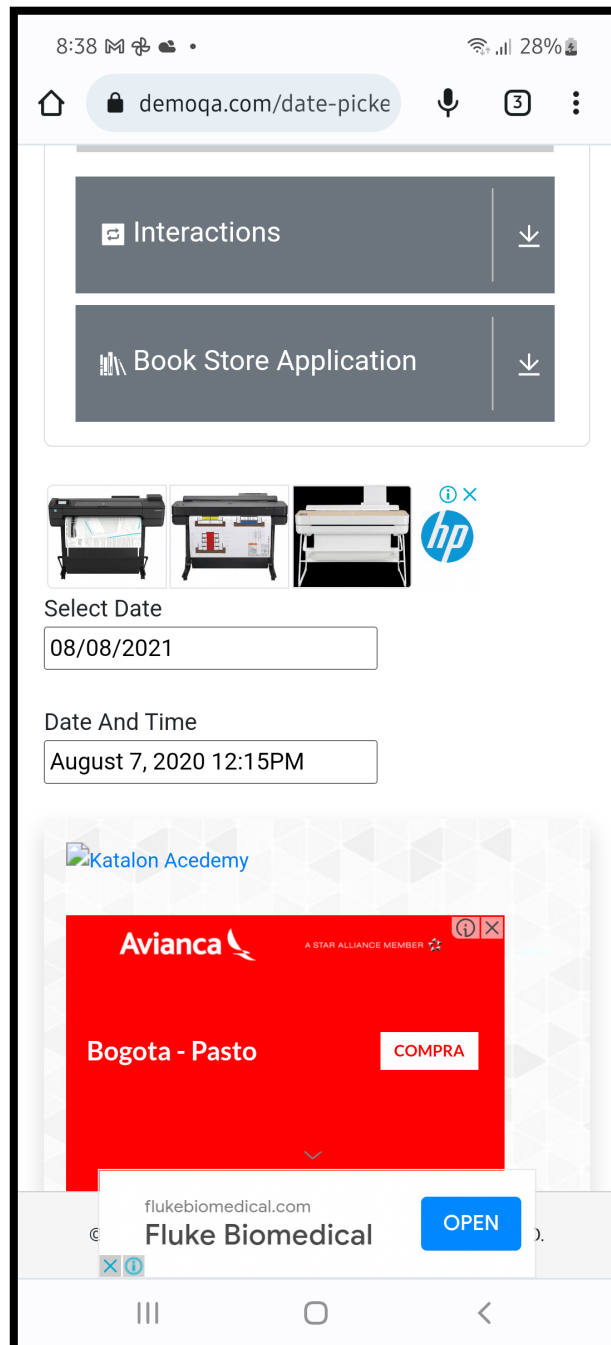 8:38 28%
demoqa.com/date-picke 3
Interactions
Book Store Application
hp
Select Date
08/08/2021
Date And Time
August 7, 2020 12:15PM
Katalon Acedemy
Avianca A STAR ALLIANCE MEMBER
Bogota - Pasto COMPRA
flukebiomedical.com
Fluke Biomedical OPEN
©